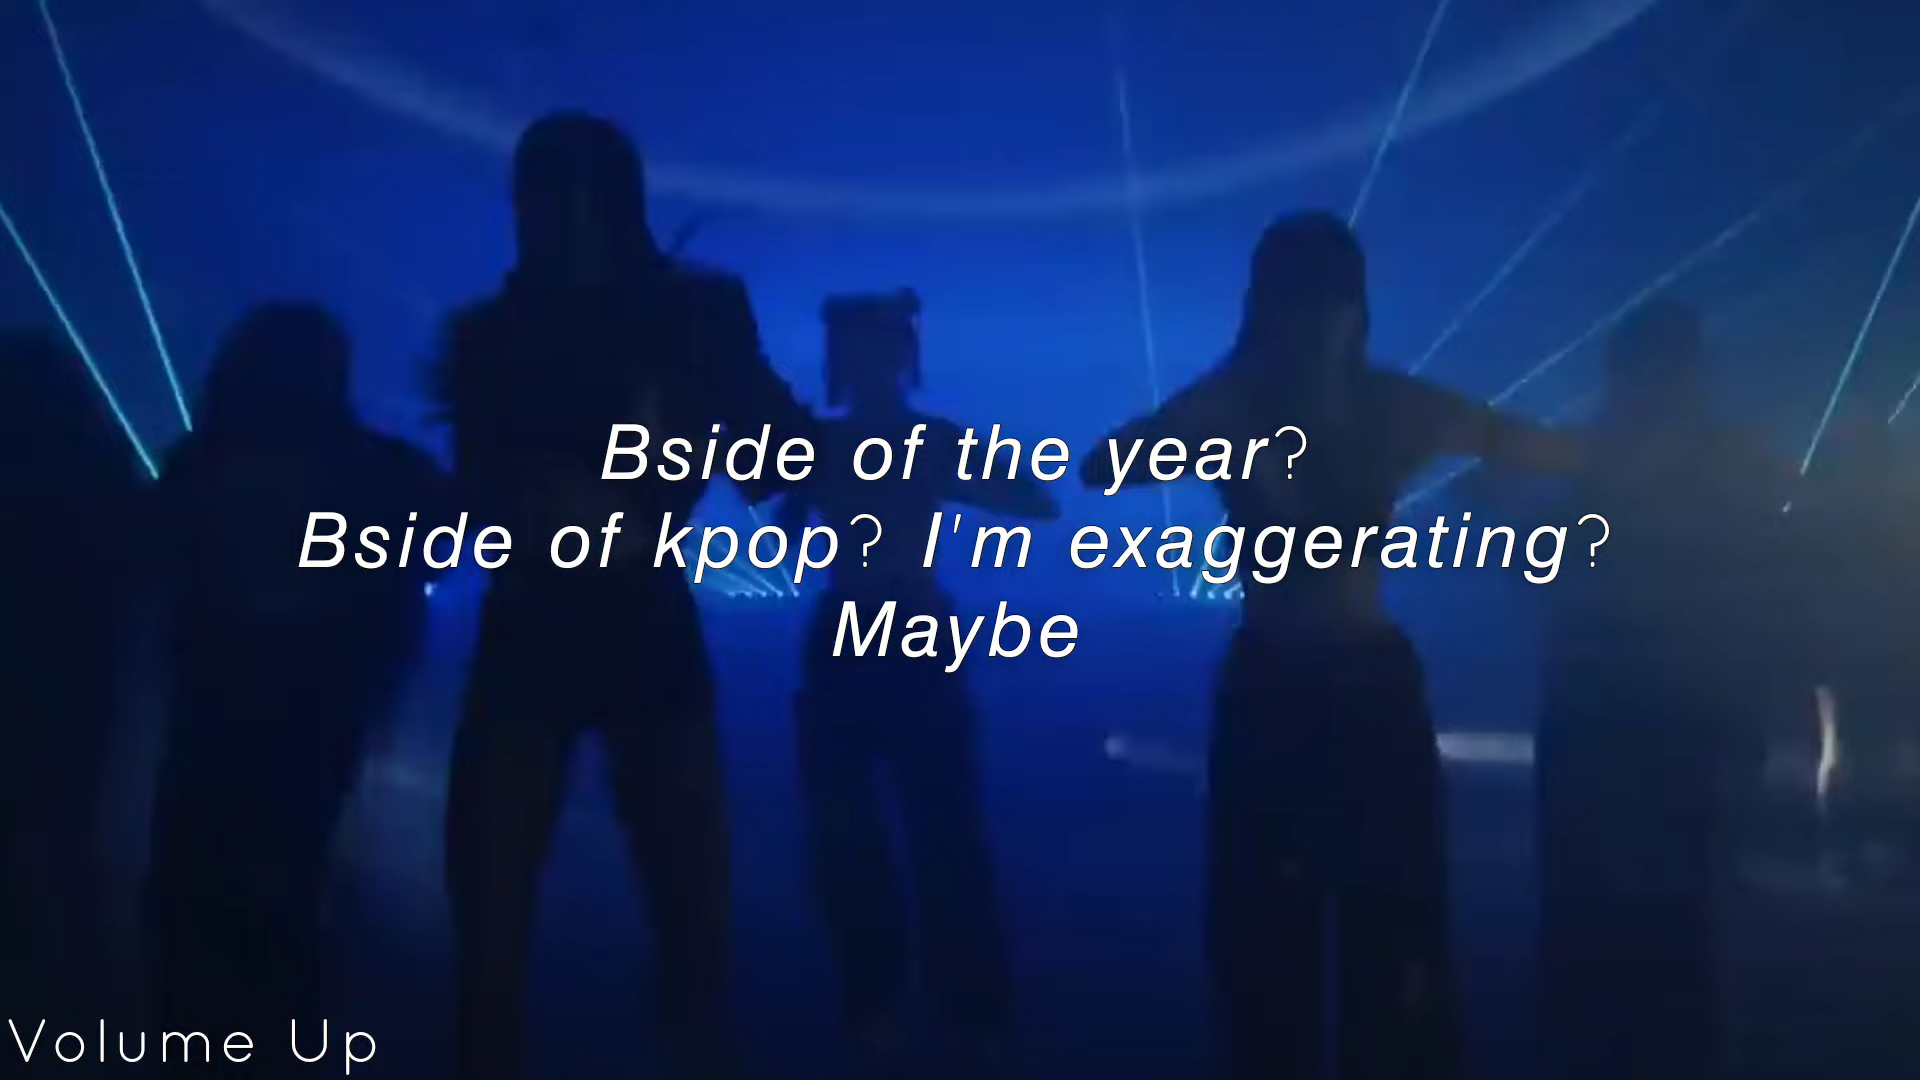 Bside of the year?
Bside of kpop? I'm exaggerating?
Maybe
Volume Up